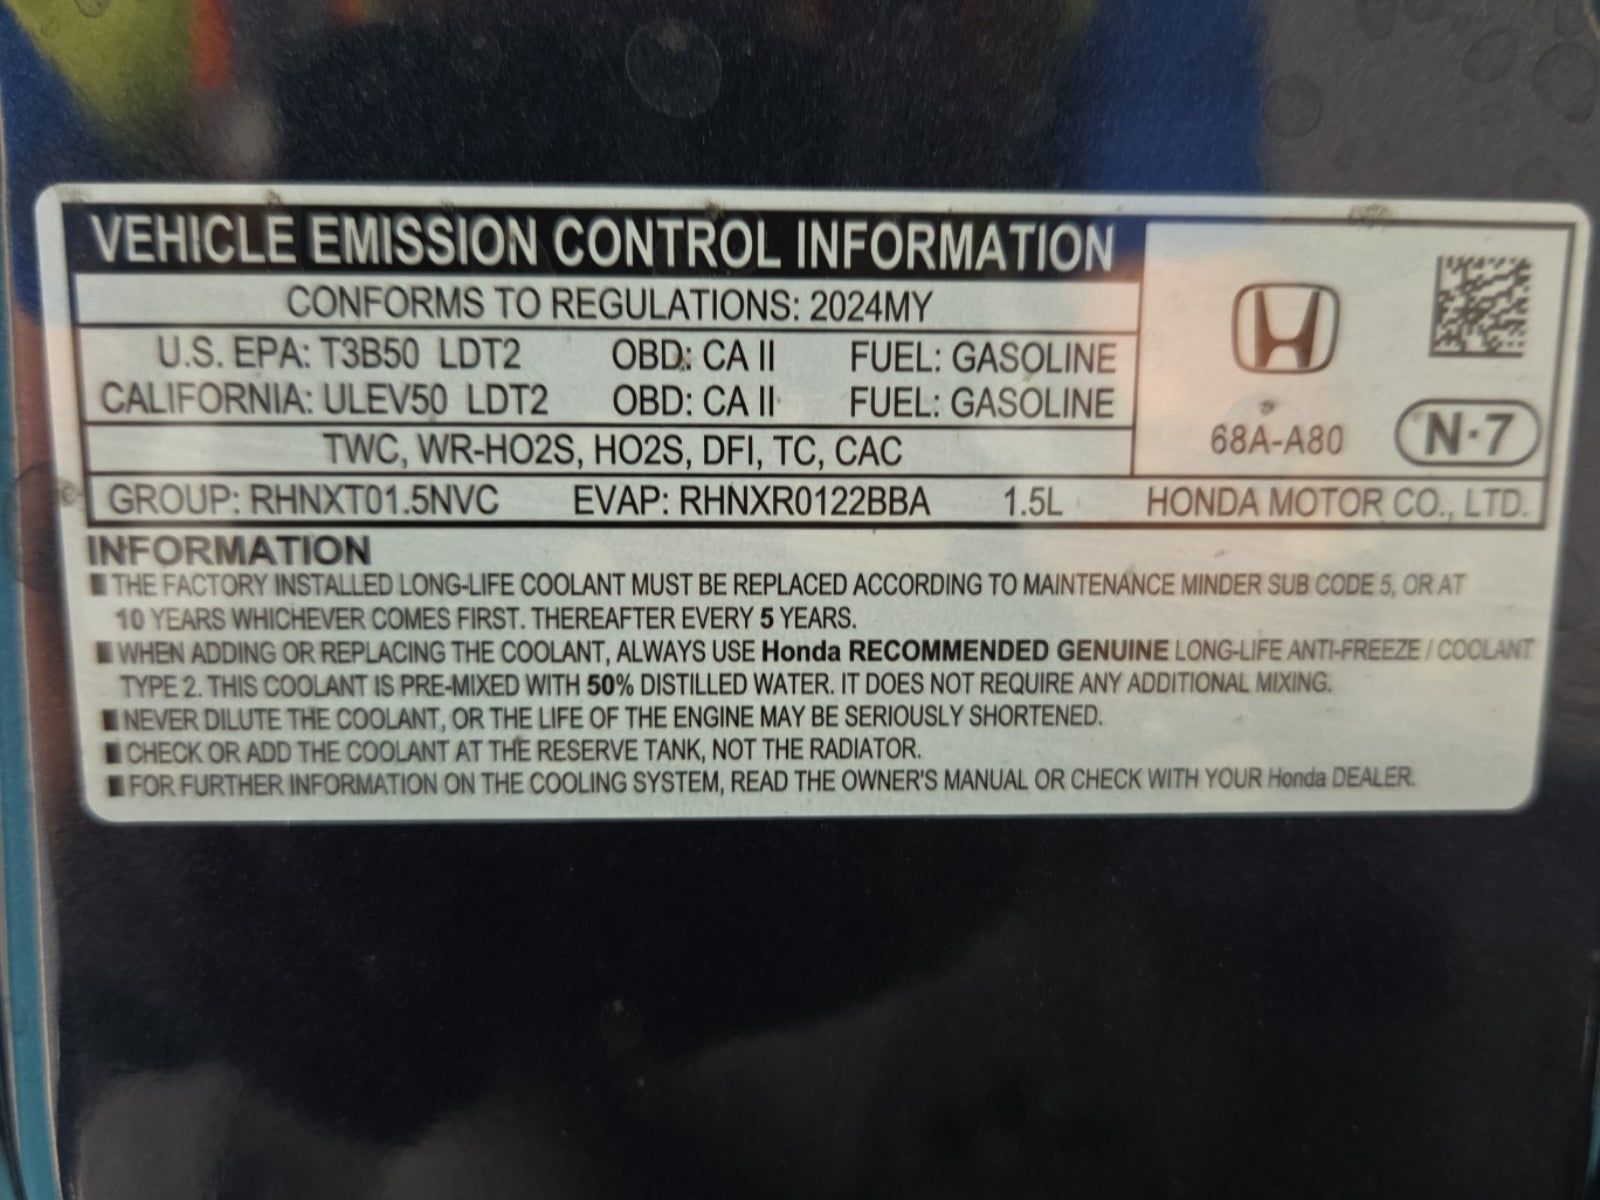 VEHICLE EMISSION CONTROL INFORMATION
CONFORMS TO REGULATIONS: 2024MY
U.S. EPA: T3B50 LDT2 OBD: CA II FUEL: GASOLINE
CALIFORNIA: ULEV50 LDT2 OBD: CA II FUEL: GASOLINE
68A-A80 N·7
TWC, WR-HO2S, HO2S, DFI, TC, CAC
GROUP: RHNXT01.5NVC EVAP: RHNXR0122BBA 1.5L HONDA MOTOR CO., LTD.
INFORMATION
■ THE FACTORY INSTALLED LONG-LIFE COOLANT MUST BE REPLACED ACCORDING TO MAINTENANCE MINDER SUB CODE 5, OR AT
10 YEARS WHICHEVER COMES FIRST. THEREAFTER EVERY 5 YEARS.
■ WHEN ADDING OR REPLACING THE COOLANT, ALWAYS USE Honda RECOMMENDED GENUINE LONG-LIFE ANTI-FREEZE / COOLANT
TYPE 2. THIS COOLANT IS PRE-MIXED WITH 50% DISTILLED WATER. IT DOES NOT REQUIRE ANY ADDITIONAL MIXING.
■ NEVER DILUTE THE COOLANT, OR THE LIFE OF THE ENGINE MAY BE SERIOUSLY SHORTENED.
■ CHECK OR ADD THE COOLANT AT THE RESERVE TANK, NOT THE RADIATOR.
■ FOR FURTHER INFORMATION ON THE COOLING SYSTEM, READ THE OWNER'S MANUAL OR CHECK WITH YOUR Honda DEALER.